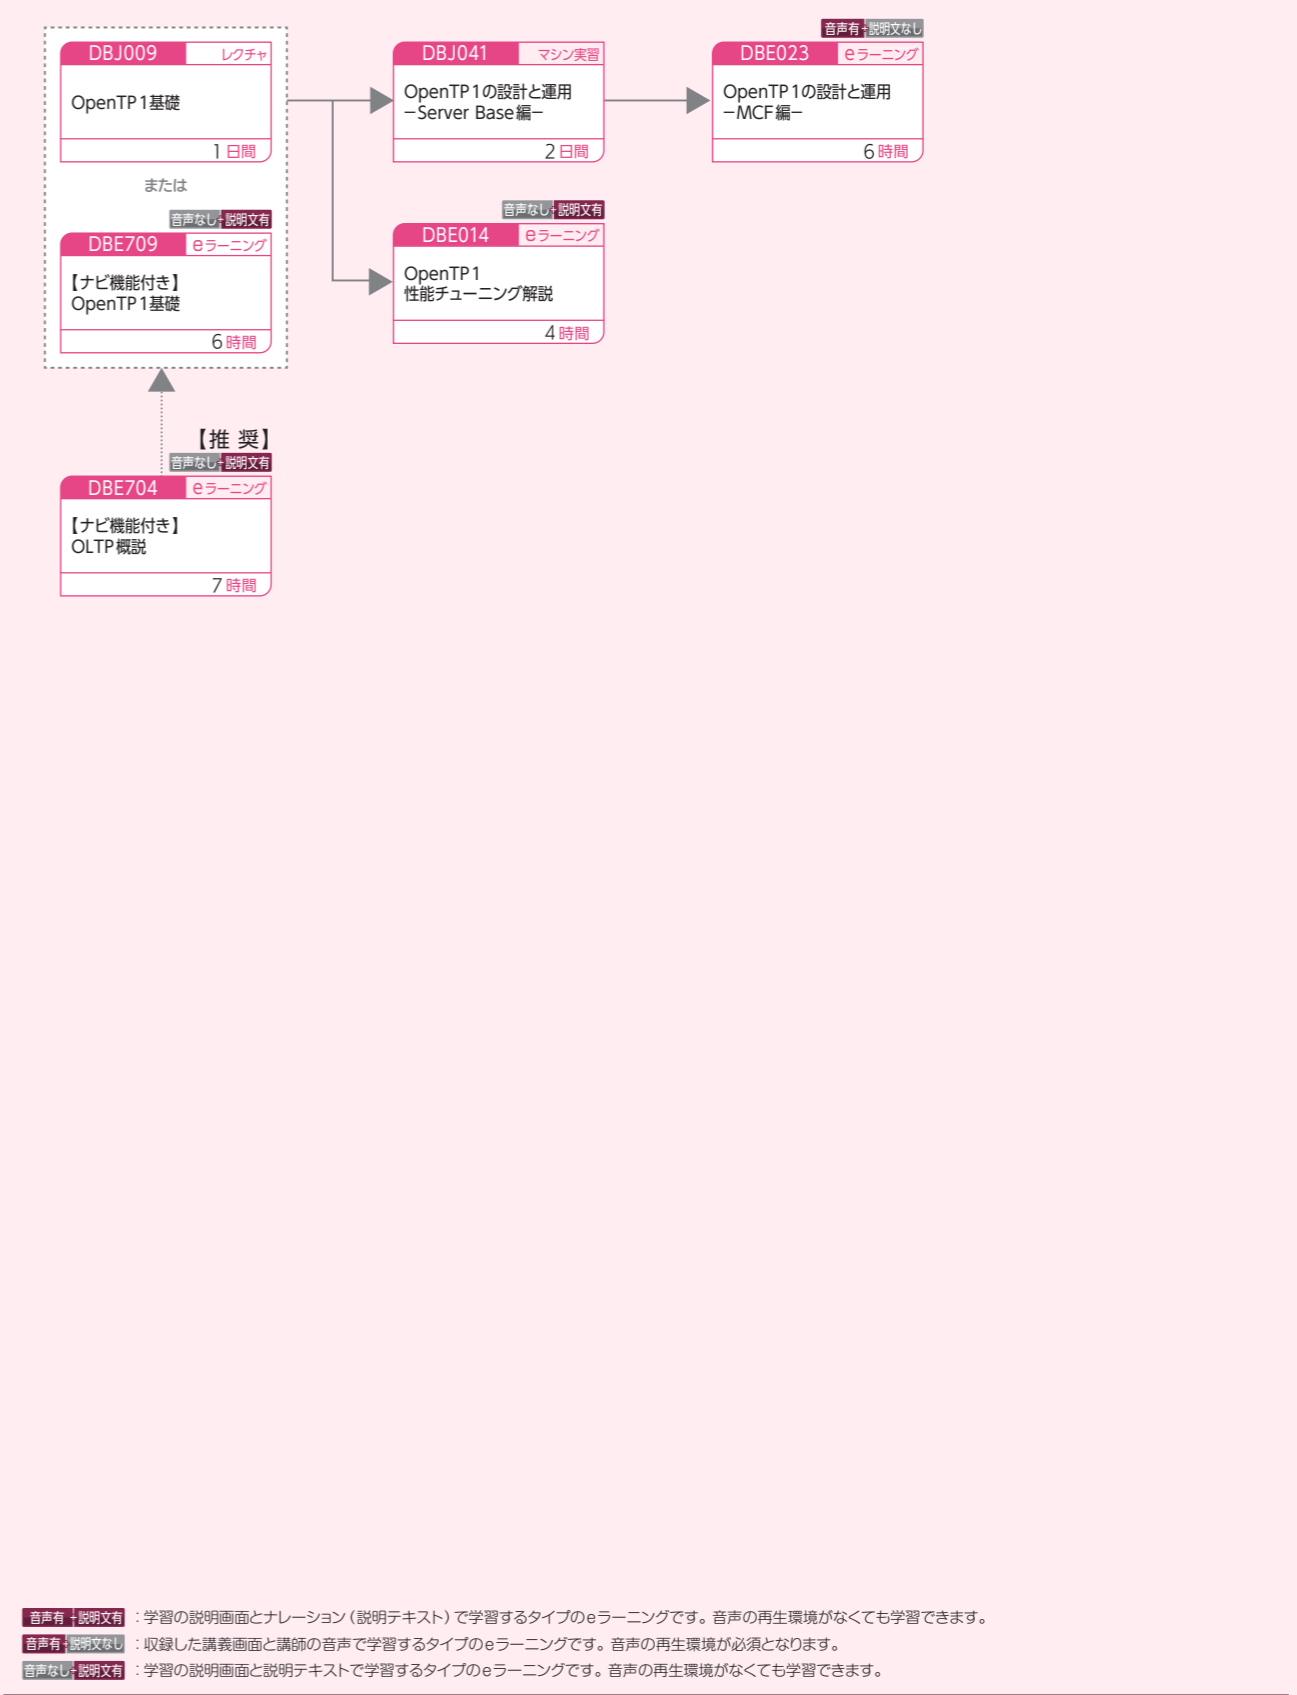 DBJ009 レクチャ
OpenTP1基礎
1日間
または
音声なし+説明文有
DBE709 eラーニング
【ナビ機能付き】
OpenTP1基礎
6時間
【推 奨】
音声なし+説明文有
DBE704 eラーニング
【ナビ機能付き】
OLTP概説
7時間
DBJ041 マシン実習
OpenTP1の設計と運用
−Server Base編−
2日間
音声なし+説明文有
DBE014 eラーニング
OpenTP1
性能チューニング解説
4時間
音声有+説明文なし
DBE023 eラーニング
OpenTP1の設計と運用
−MCF編−
6時間
音声有+説明文有 :学習の説明画面とナレーション(説明テキスト)で学習するタイプのeラーニングです。音声の再生環境がなくても学習できます。
音声有+説明文なし :収録した講義画面と講師の音声で学習するタイプのeラーニングです。音声の再生環境が必須となります。
音声なし+説明文有 :学習の説明画面と説明テキストで学習するタイプのeラーニングです。音声の再生環境がなくても学習できます。